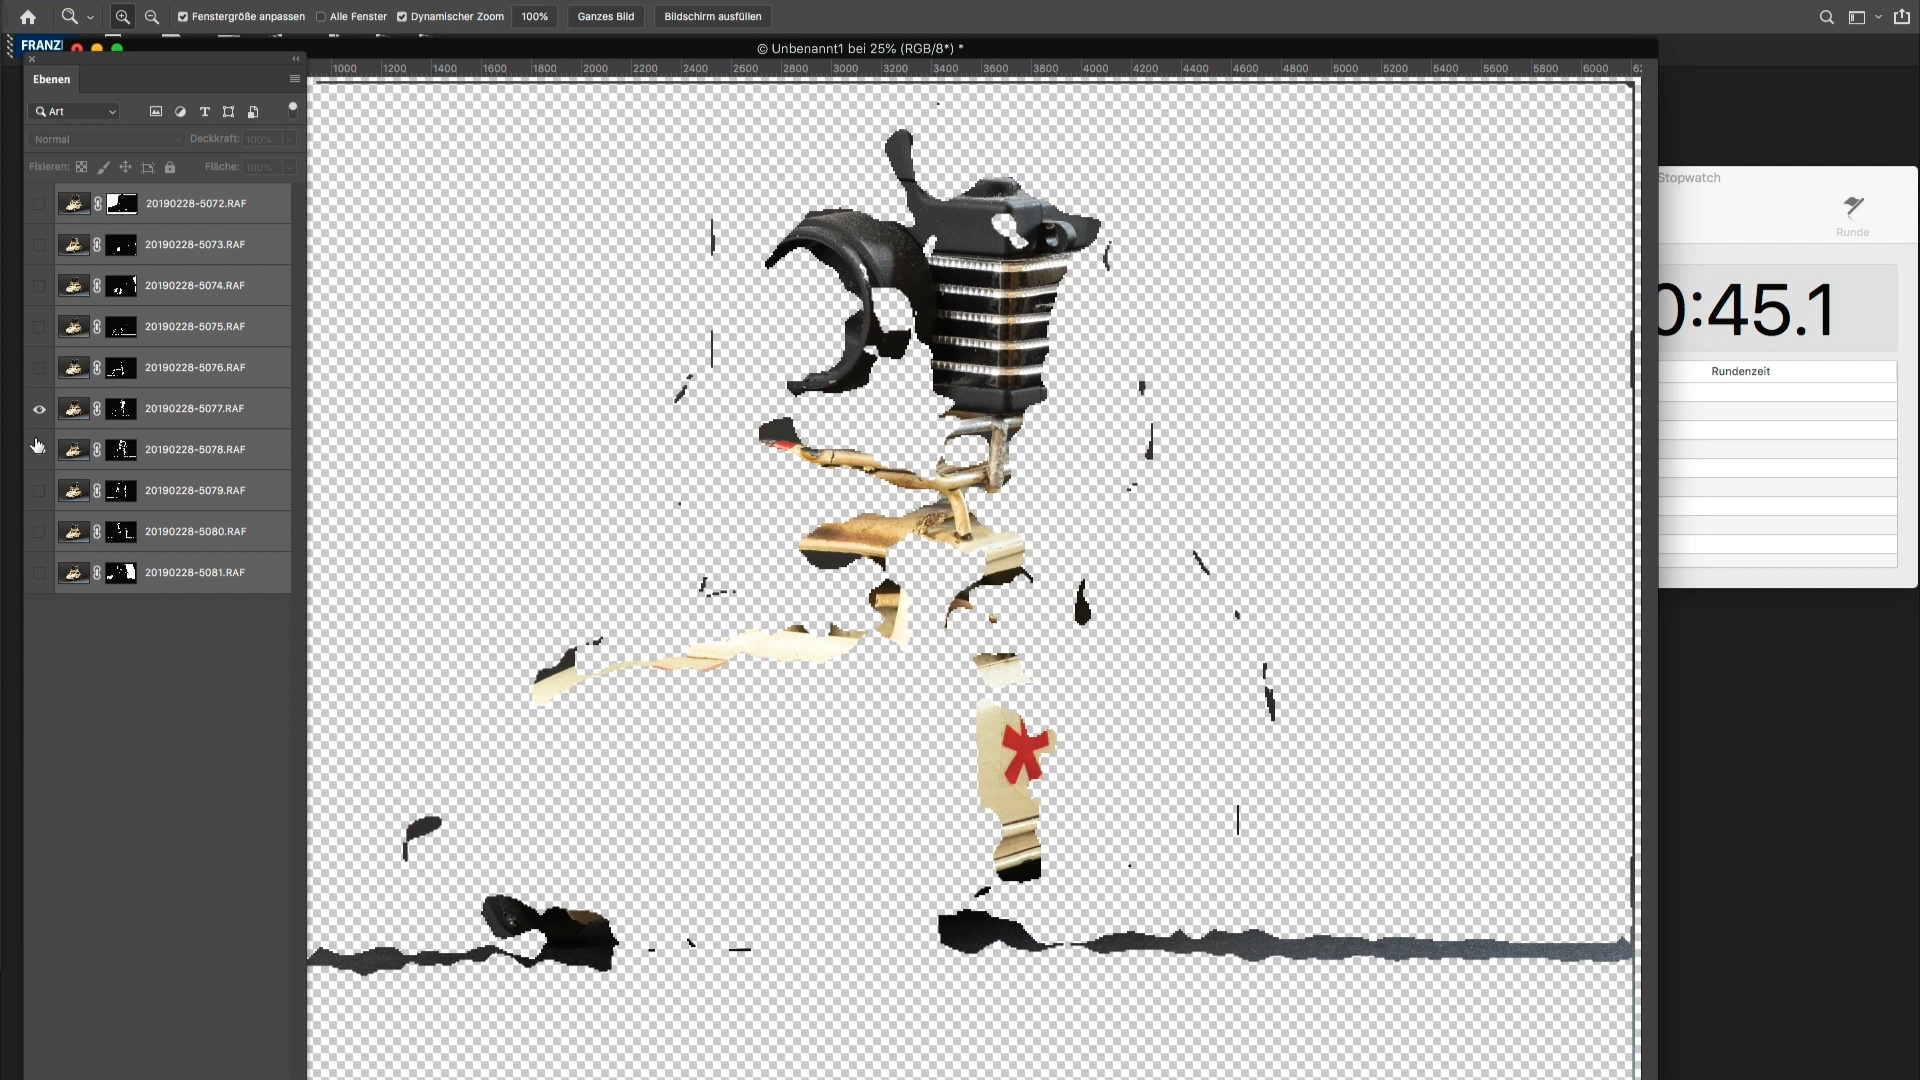 Fenstergröße anpassen Alle Fenster Dynamischer Zoom 100% Ganzes Bild Bildschirm ausfüllen
FRANZI
© Unbenannt1 bei 25% (RGB/8*) *
Ebenen
1000 1200 1400 1600 1800 2000 2200 2400 2600 2800 3000 3200 3400 3600 3800 4000 4200 4400 4600 4800 5000 5200 5400 5600 5800 6000 62
Art
Normal Deckkraft: 100%
Fixieren: Fläche: 100%
20190228-5072.RAF
20190228-5073.RAF
20190228-5074.RAF
20190228-5075.RAF
20190228-5076.RAF
20190228-5077.RAF
20190228-5078.RAF
20190228-5079.RAF
20190228-5080.RAF
20190228-5081.RAF
Stopwatch
Runde
0:45.1
Rundenzeit